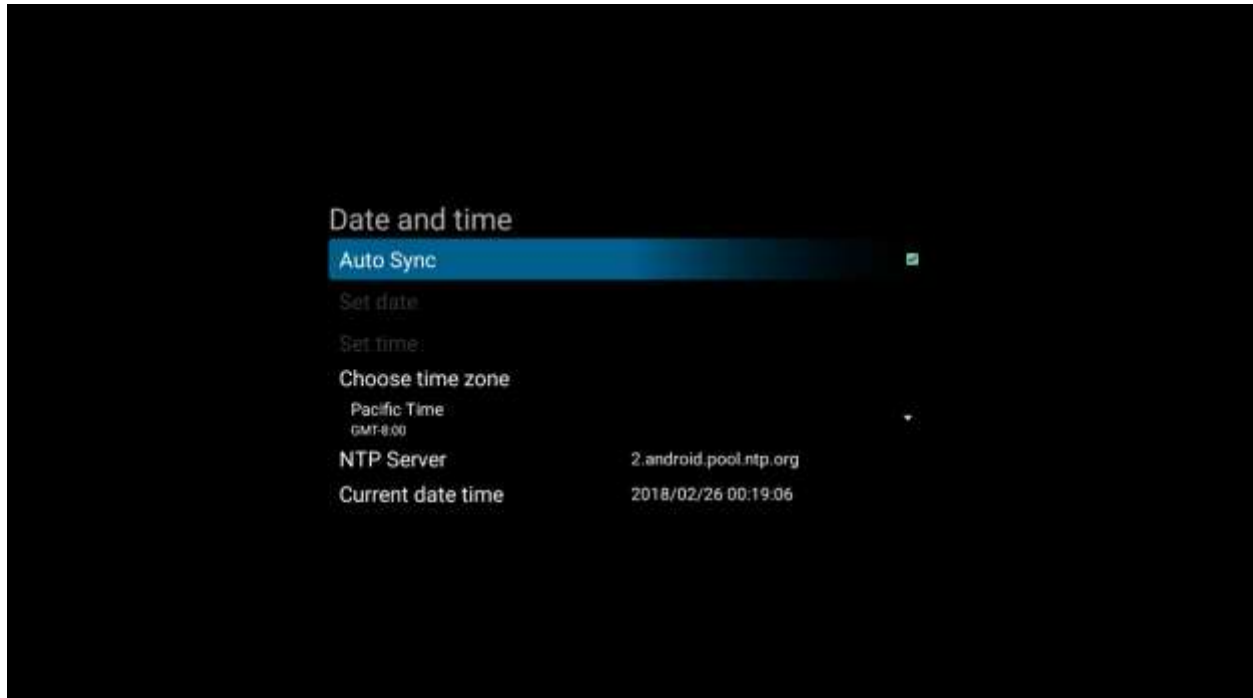 Date and time
Auto Sync
Set date
Set time
Choose time zone
Pacific Time
GMT-8:00
NTP Server 2.android.pool.ntp.org
Current date time 2018/02/26 00:19:06